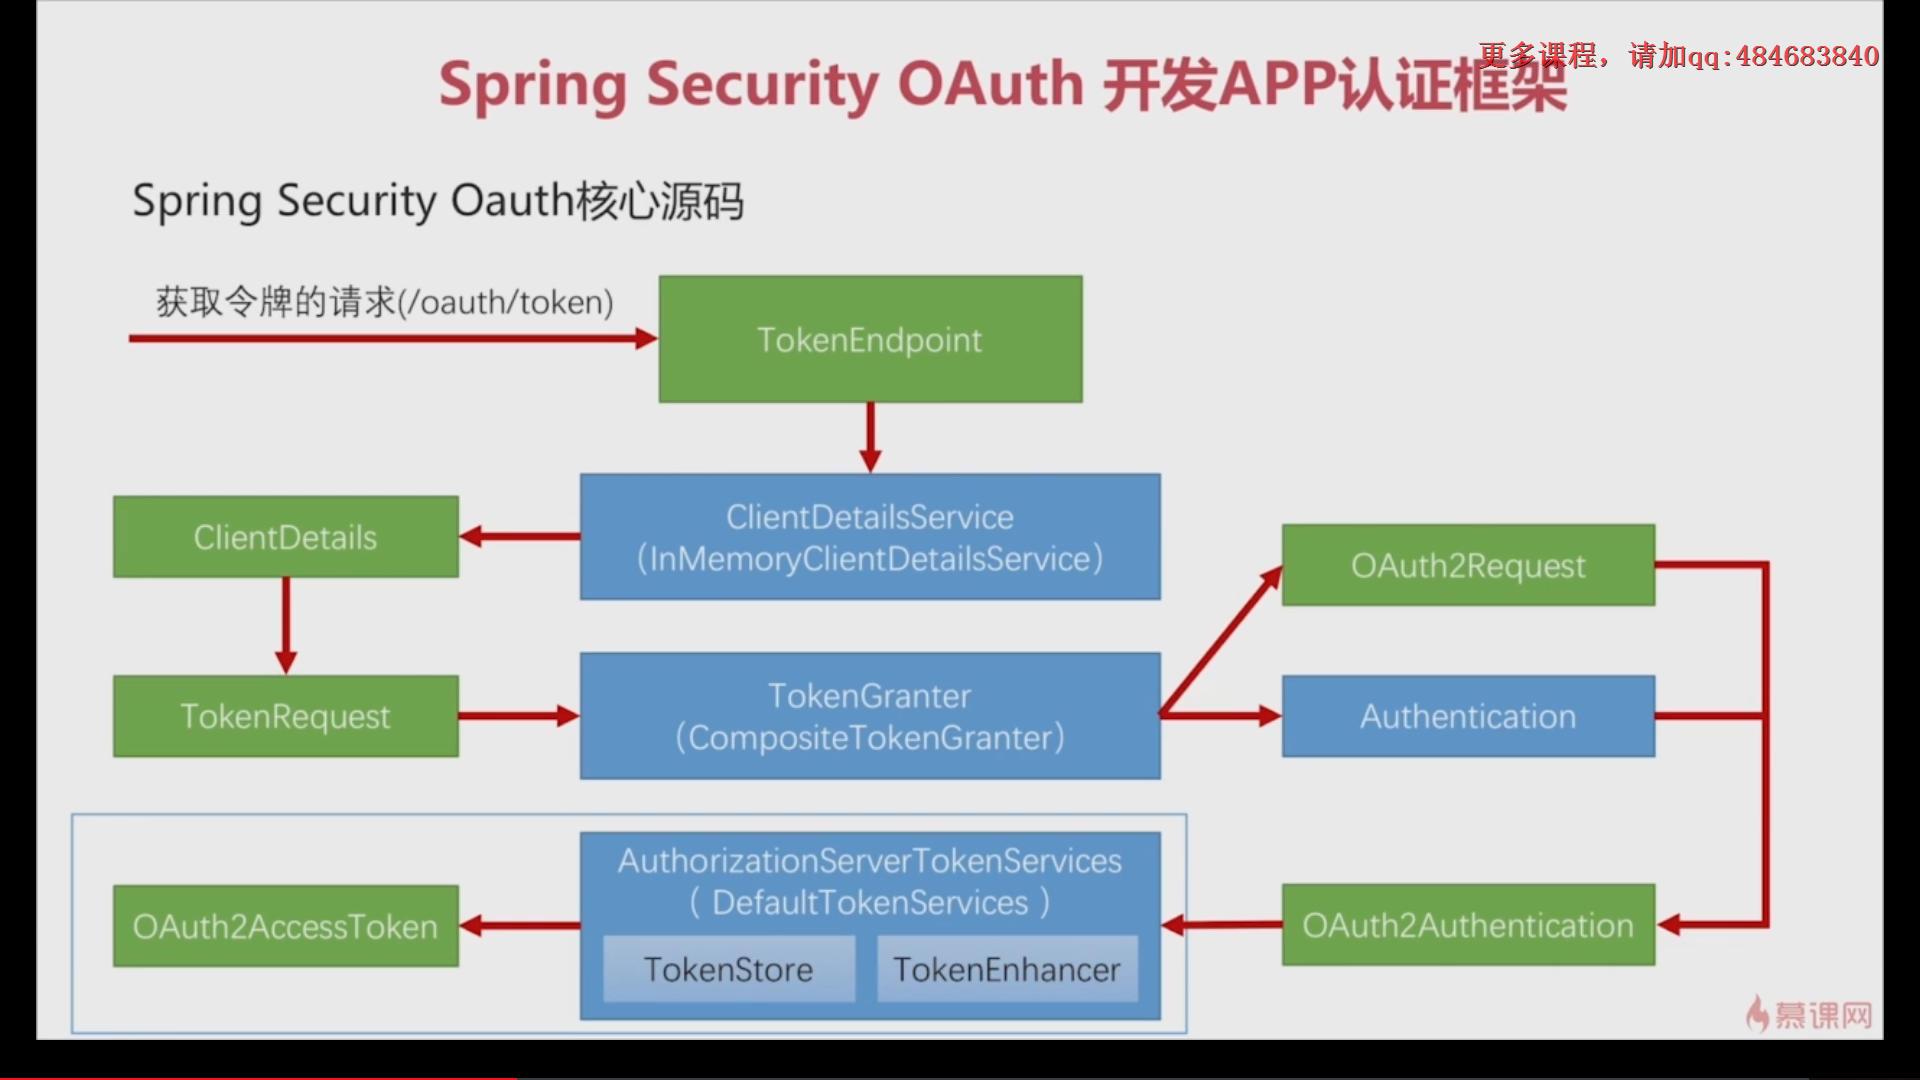 更多课程，请加qq:484683840
Spring Security OAuth 开发APP认证框架
Spring Security Oauth核心源码
获取令牌的请求(/oauth/token)
TokenEndpoint
ClientDetails
ClientDetailsService
（InMemoryClientDetailsService）
OAuth2Request
TokenRequest
TokenGranter
（CompositeTokenGranter）
Authentication
AuthorizationServerTokenServices
（ DefaultTokenServices ）
OAuth2AccessToken
OAuth2Authentication
TokenStore
TokenEnhancer
慕课网